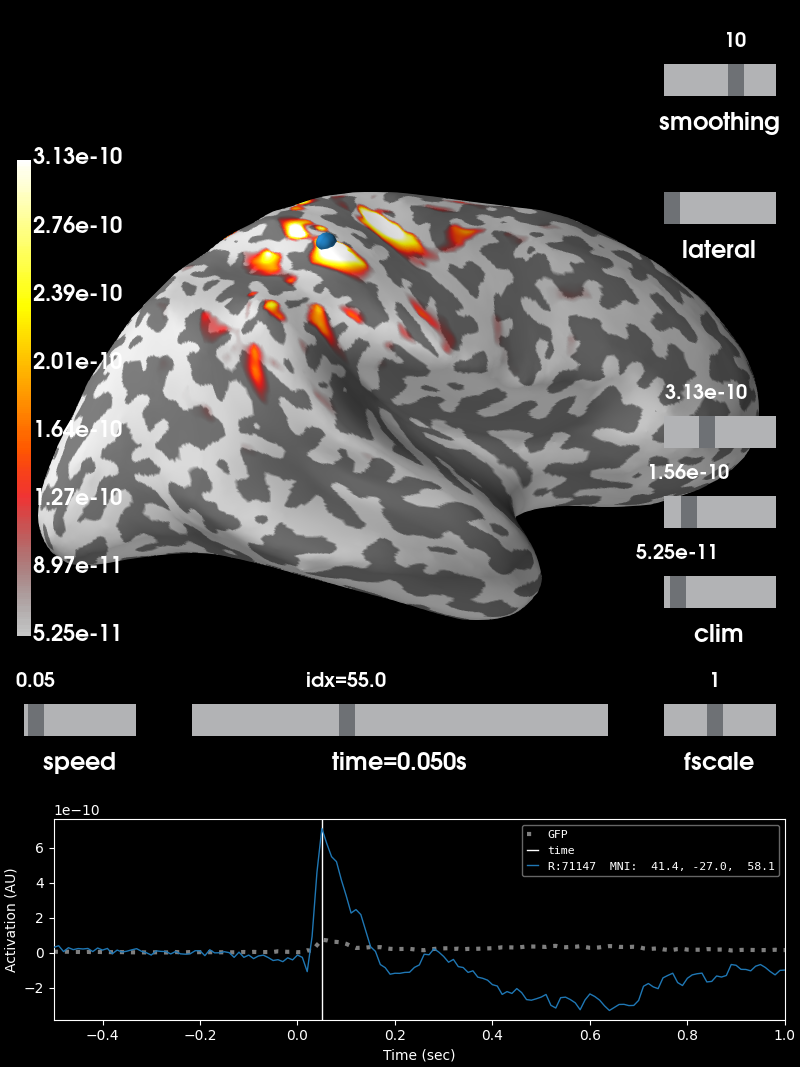 10
smoothing
3.13e-10
2.76e-10
lateral
2.39e-10
2.01e-10
3.13e-10
1.64e-10
1.56e-10
1.27e-10
5.25e-11
8.97e-11
5.25e-11
clim
0.05
idx=55.0
1
speed
time=0.050s
fscale
1e−10
6
4
2
0
−2
Activation (AU)
GFP
time
R:71147 MNI: 41.4, -27.0, 58.1
−0.4
−0.2
0.0
0.2
0.4
0.6
0.8
1.0
Time (sec)